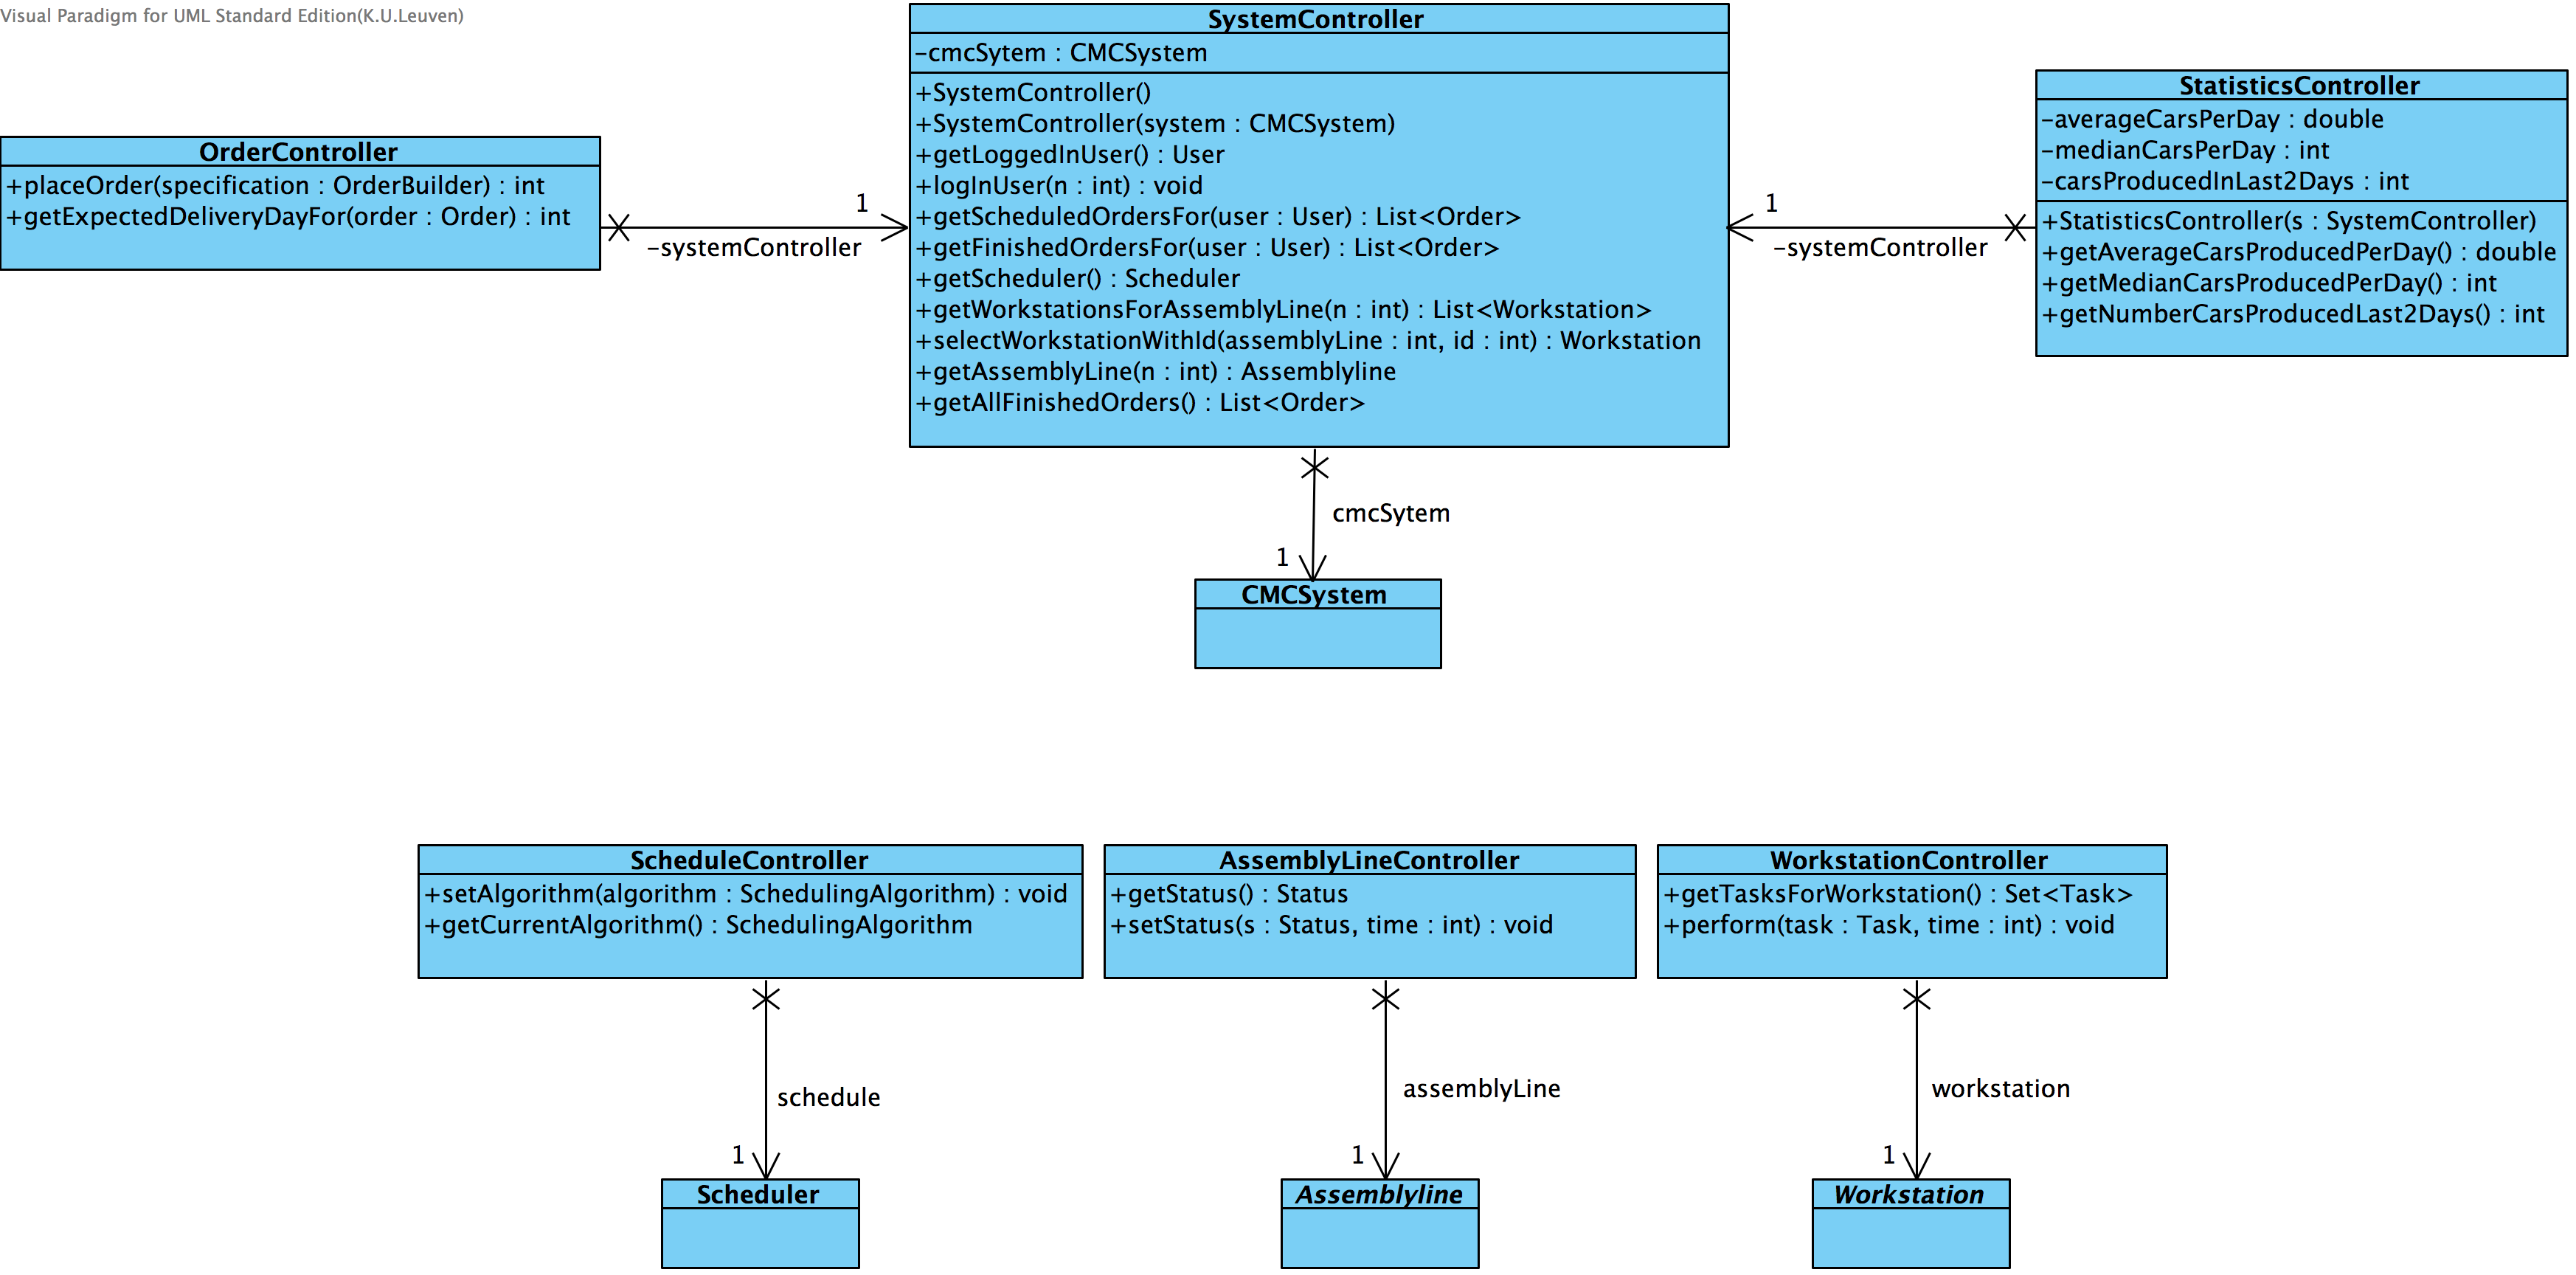 Visual Paradigm for UML Standard Edition(K.U.Leuven)
SystemController
-cmcSytem : CMCSystem
+SystemController()
+SystemController(system : CMCSystem)
+getLoggedInUser() : User
+logInUser(n : int) : void
+getScheduledOrdersFor(user : User) : List<Order>
+getFinishedOrdersFor(user : User) : List<Order>
+getScheduler() : Scheduler
+getWorkstationsForAssemblyLine(n : int) : List<Workstation>
+selectWorkstationWithId(assemblyLine : int, id : int) : Workstation
+getAssemblyLine(n : int) : Assemblyline
+getAllFinishedOrders() : List<Order>
StatisticsController
-averageCarsPerDay : double
-medianCarsPerDay : int
-carsProducedInLast2Days : int
+StatisticsController(s : SystemController)
+getAverageCarsProducedPerDay() : double
+getMedianCarsProducedPerDay() : int
+getNumberCarsProducedLast2Days() : int
OrderController
+placeOrder(specification : OrderBuilder) : int
+getExpectedDeliveryDayFor(order : Order) : int
1
-systemController
1
-systemController
cmcSytem
1
CMCSystem
ScheduleController
+setAlgorithm(algorithm : SchedulingAlgorithm) : void
+getCurrentAlgorithm() : SchedulingAlgorithm
AssemblyLineController
+getStatus() : Status
+setStatus(s : Status, time : int) : void
WorkstationController
+getTasksForWorkstation() : Set<Task>
+perform(task : Task, time : int) : void
schedule
1
Scheduler
assemblyLine
1
Assemblyline
workstation
1
Workstation